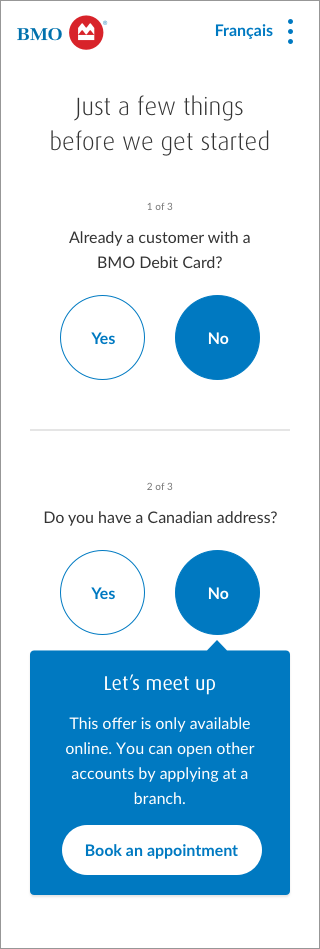 BMO
Français
Just a few things
before we get started
1 of 3
Already a customer with a
BMO Debit Card?
Yes
No
2 of 3
Do you have a Canadian address?
Yes
No
Let's meet up
This offer is only available
online. You can open other
accounts by applying at a
branch.
Book an appointment